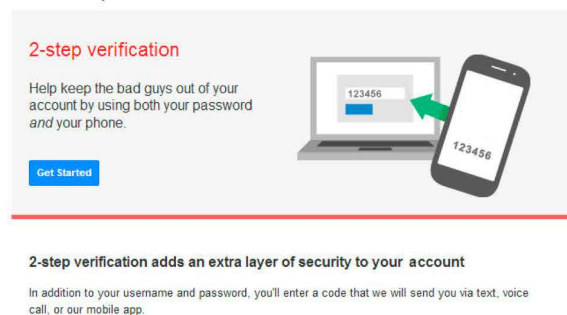 2-step verification
Help keep the bad guys out of your
account by using both your password
and your phone.
Get Started
123456
123456
2-step verification adds an extra layer of security to your account
In addition to your username and password, you'll enter a code that we will send you via text, voice
call, or our mobile app.